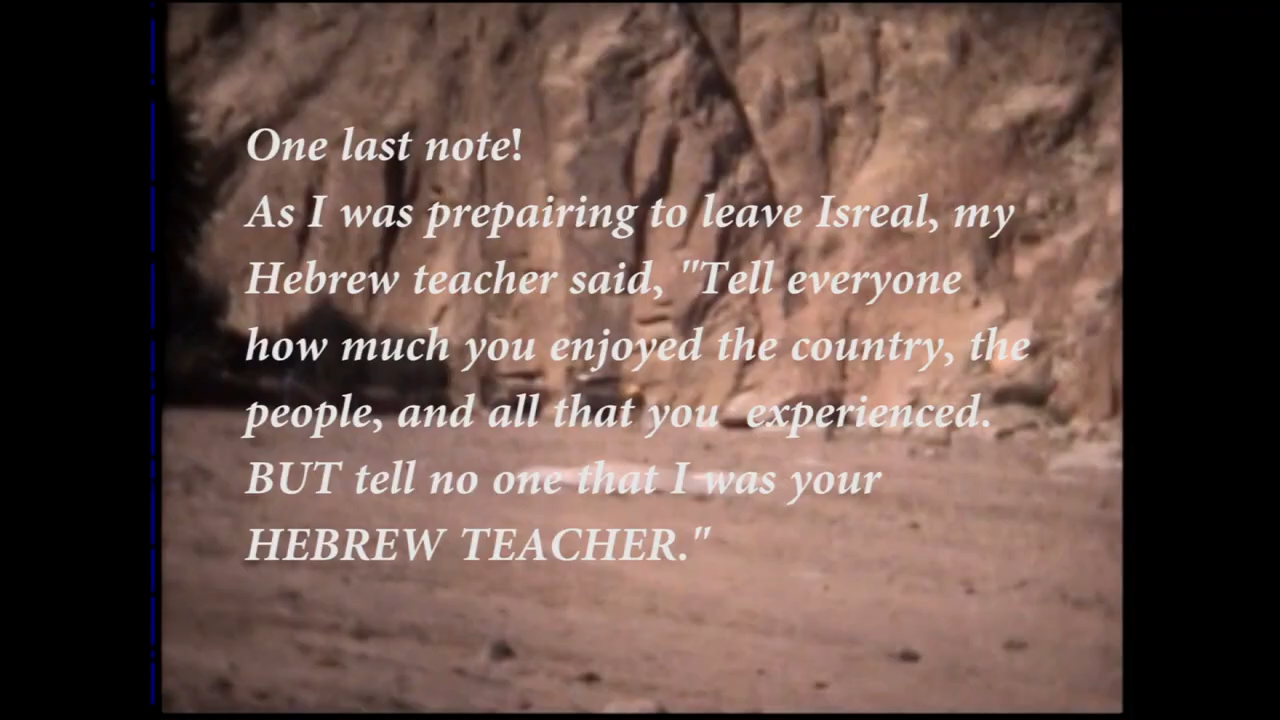 One last note!
As I was prepairing to leave Isreal, my
Hebrew teacher said, "Tell everyone
how much you enjoyed the country, the
people, and all that you  experienced.
BUT tell no one that I was your
HEBREW TEACHER."